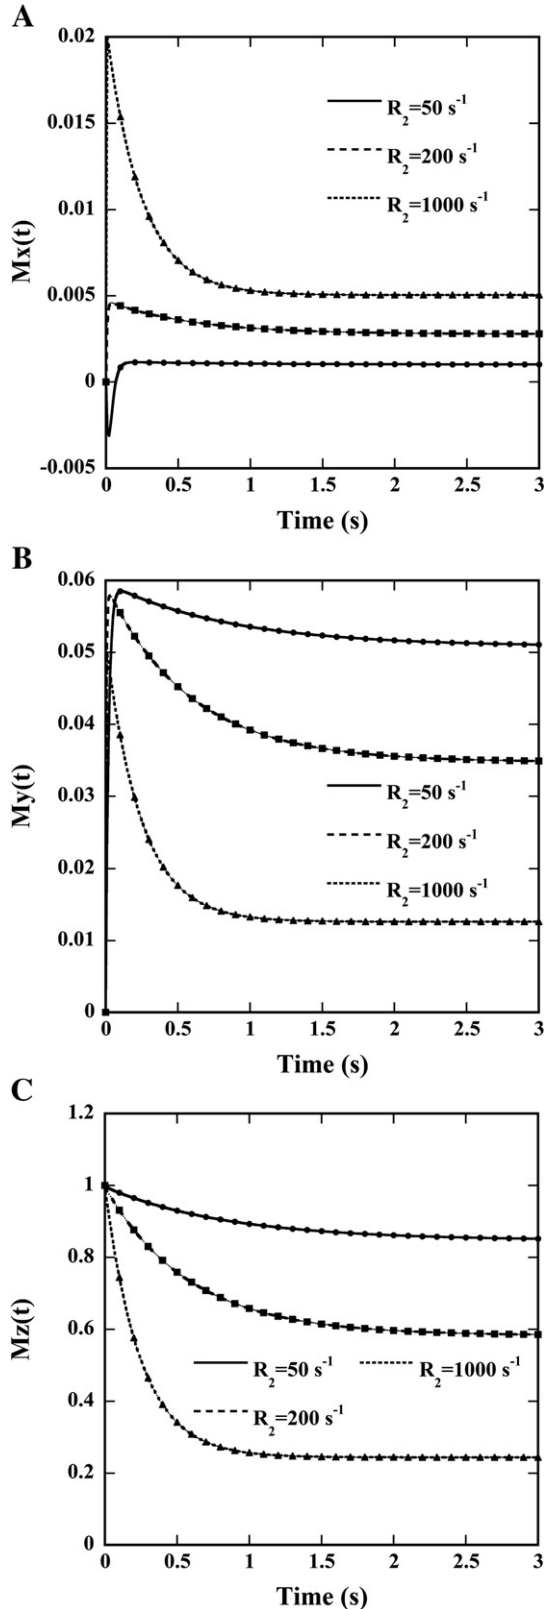 A
0.02
0.015
0.01
0.005
0
-0.005
Mx(t)
R₂=50 s⁻¹
R₂=200 s⁻¹
R₂=1000 s⁻¹
0 0.5 1 1.5 2 2.5 3
Time (s)
B
0.06
0.05
0.04
0.03
0.02
0.01
0
My(t)
R₂=50 s⁻¹
R₂=200 s⁻¹
R₂=1000 s⁻¹
0 0.5 1 1.5 2 2.5 3
Time (s)
C
1.2
1
0.8
0.6
0.4
0.2
0
Mz(t)
R₂=50 s⁻¹ R₂=1000 s⁻¹
R₂=200 s⁻¹
0 0.5 1 1.5 2 2.5 3
Time (s)